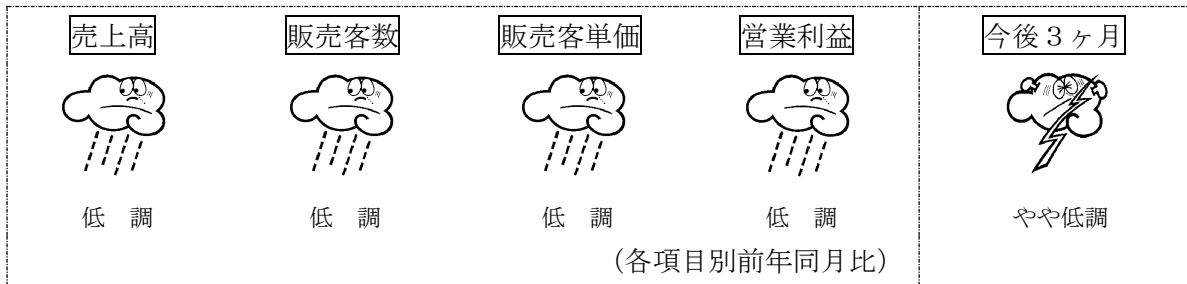 売上高 販売客数 販売客単価 営業利益 今後3ヶ月
低 調 低 調 低 調 低 調 やや低調
（各項目別前年同月比）